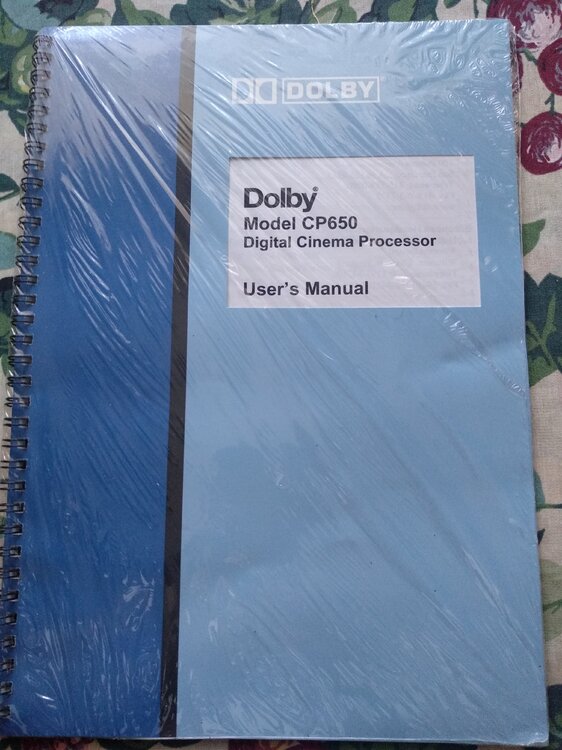 DOLBY
Dolby®
Model CP650
Digital Cinema Processor
User's Manual